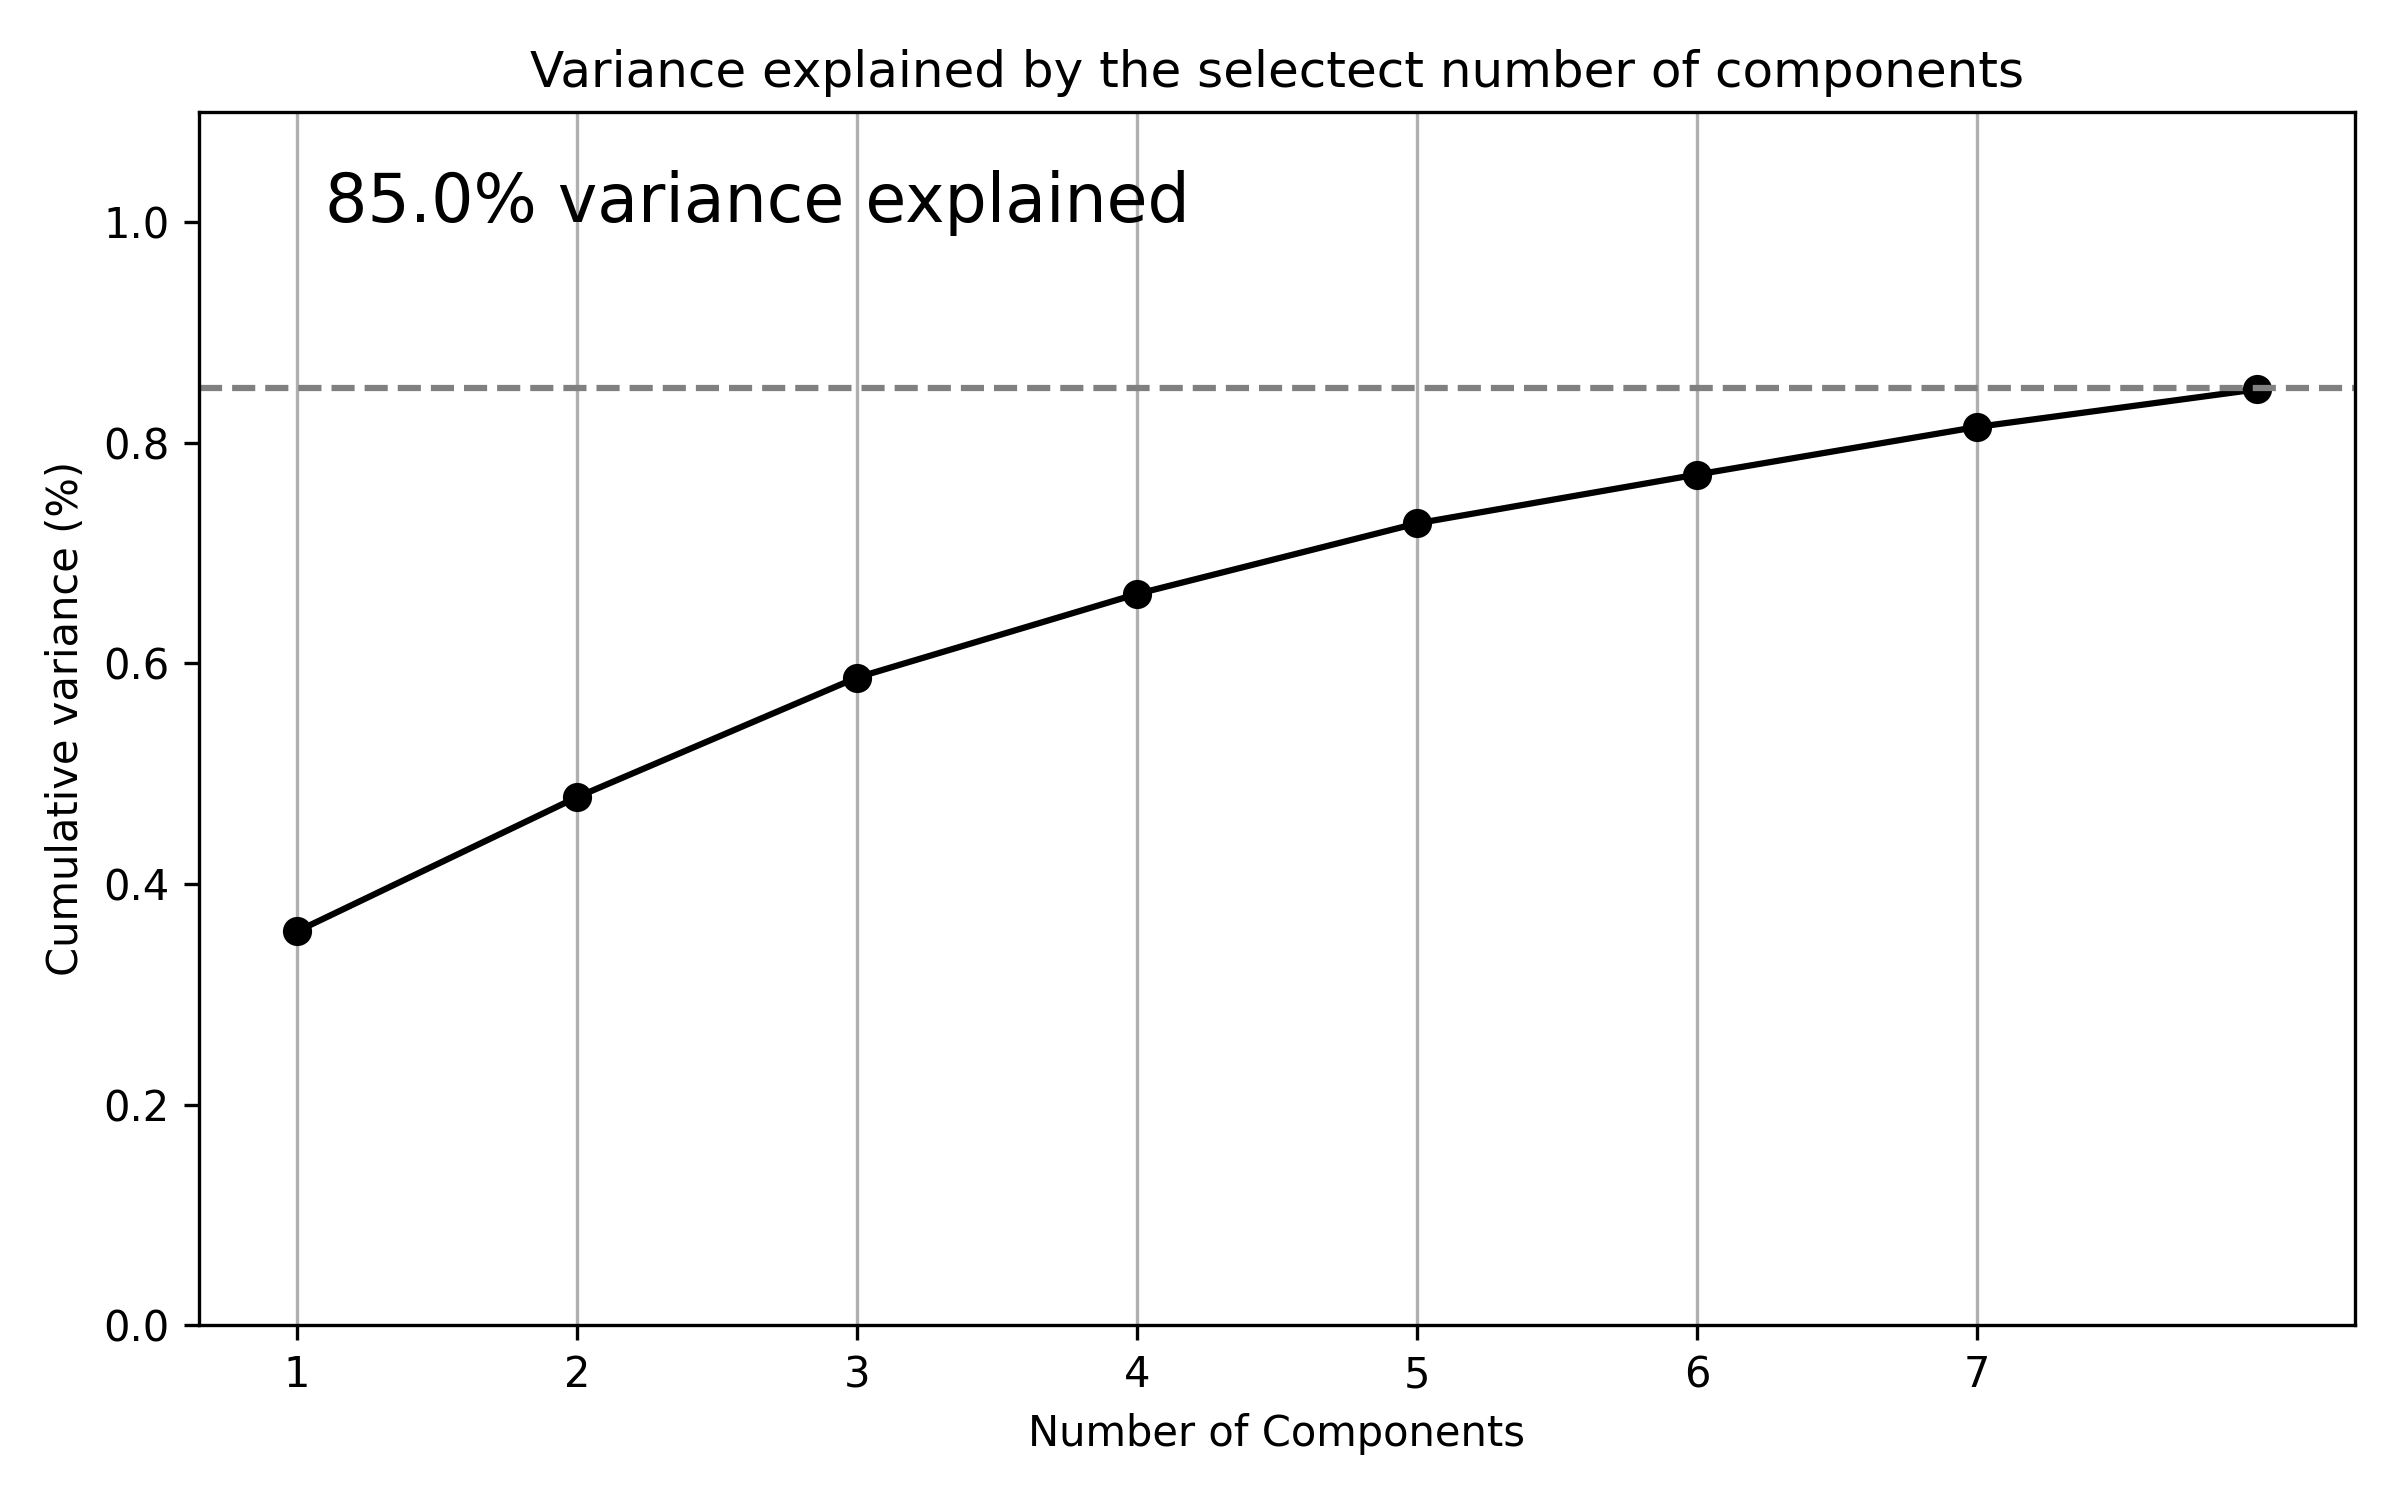 Variance explained by the selectect number of components
85.0% variance explained
1.0
0.8
0.6
0.4
0.2
0.0
Cumulative variance (%)
1 2 3 4 5 6 7
Number of Components